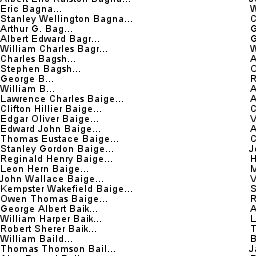 Eric Bagna...
Stanley Wellington Bagna...
Arthur G. Bag...
Albert Edward Bagr...
William Charles Bagr...
Charles Bagsh...
Stephen Bagsh...
George B...
William B...
Lawrence Charles Baige...
Clifton Hillier Baige...
Edgar Oliver Baige...
Edward John Baige...
Thomas Eustace Baige...
Stanley Gordon Baige...
Reginald Henry Baige...
Leon Hern Baige...
John Wallace Baige...
Kempster Wakefield Baige...
Owen Thomas Baige...
George Albert Baik...
William Harper Baik...
Robert Sherer Baik...
William Baild...
Thomas Thomson Bail...